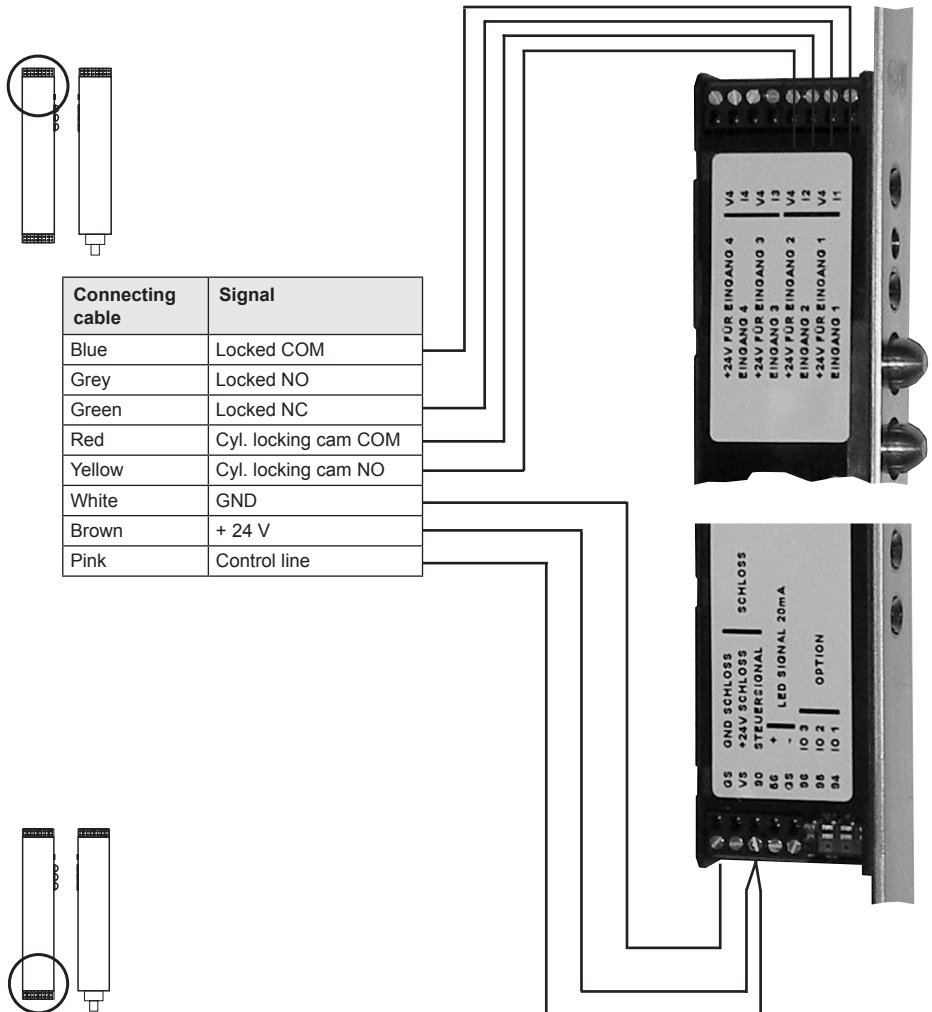 Connecting cable
Signal
Blue
Locked COM
Grey
Locked NO
Green
Locked NC
Red
Cyl. locking cam COM
Yellow
Cyl. locking cam NO
White
GND
Brown
+ 24 V
Pink
Control line
+24V FÜR EINGANG 4 V4
EINGANG 4 I4
+24V FÜR EINGANG 3 V4
EINGANG 3 I3
+24V FÜR EINGANG 2 V4
EINGANG 2 I2
+24V FÜR EINGANG 1 V4
EINGANG 1 I1
GS GND SCHLOSS
VS +24V SCHLOSS
90 STEUERSIGNAL
SCHLOSS
56 +
GS -
LED SIGNAL 20mA
96 IO 3
95 IO 2
94 IO 1
OPTION